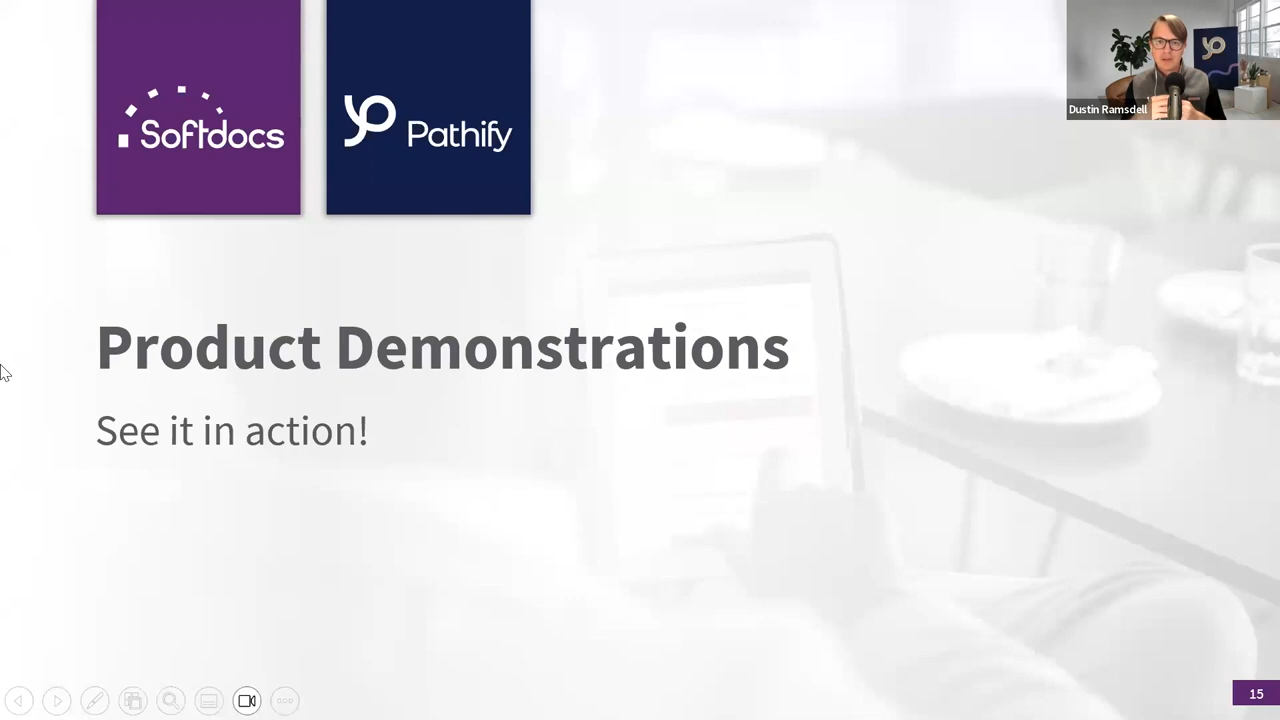 Softdocs
Pathify
Dustin Ramsdell
Product Demonstrations
See it in action!
15